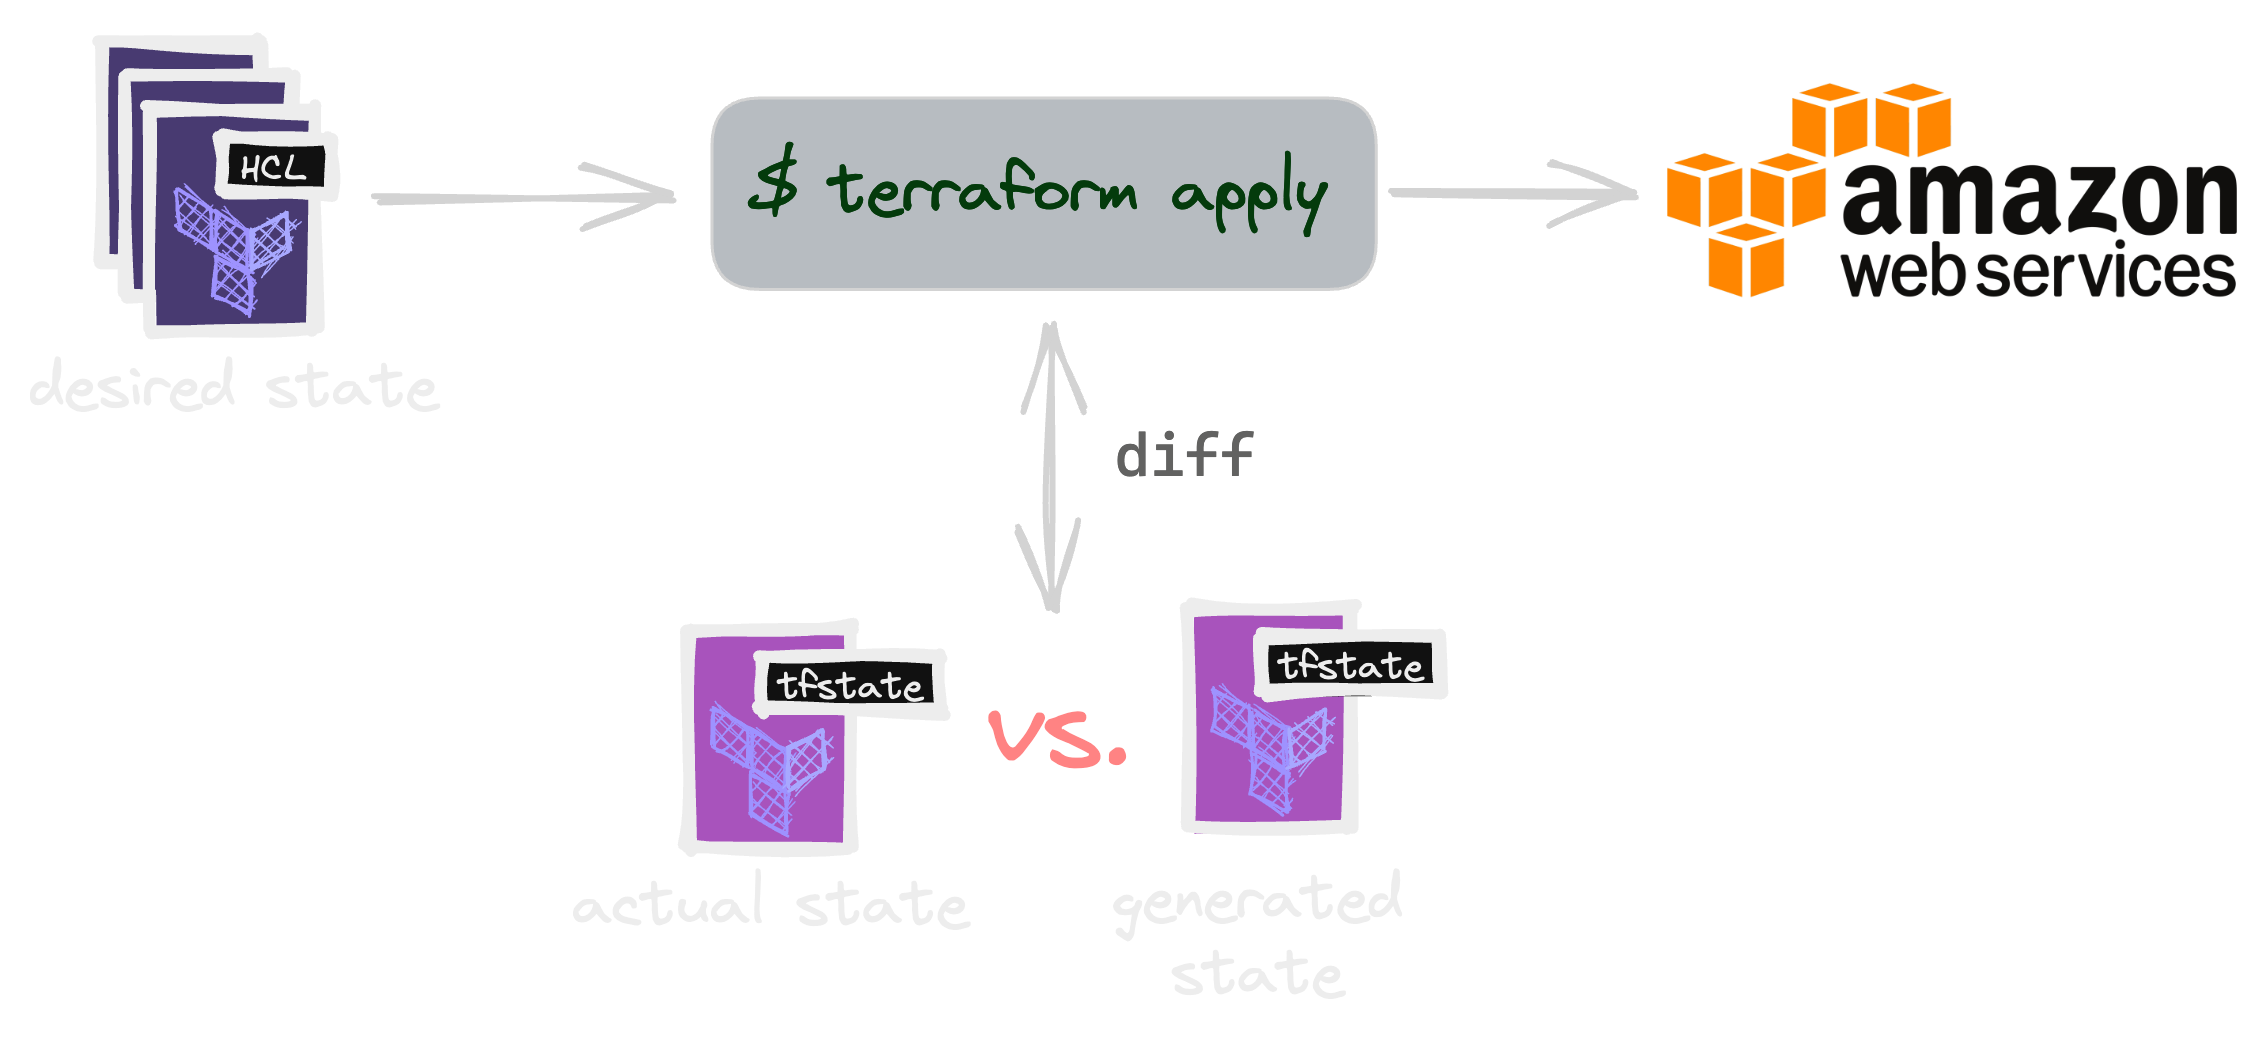 HCL
desired state
$ terraform apply
amazon
web services
diff
tfstate
vs.
tfstate
actual state
generated
state